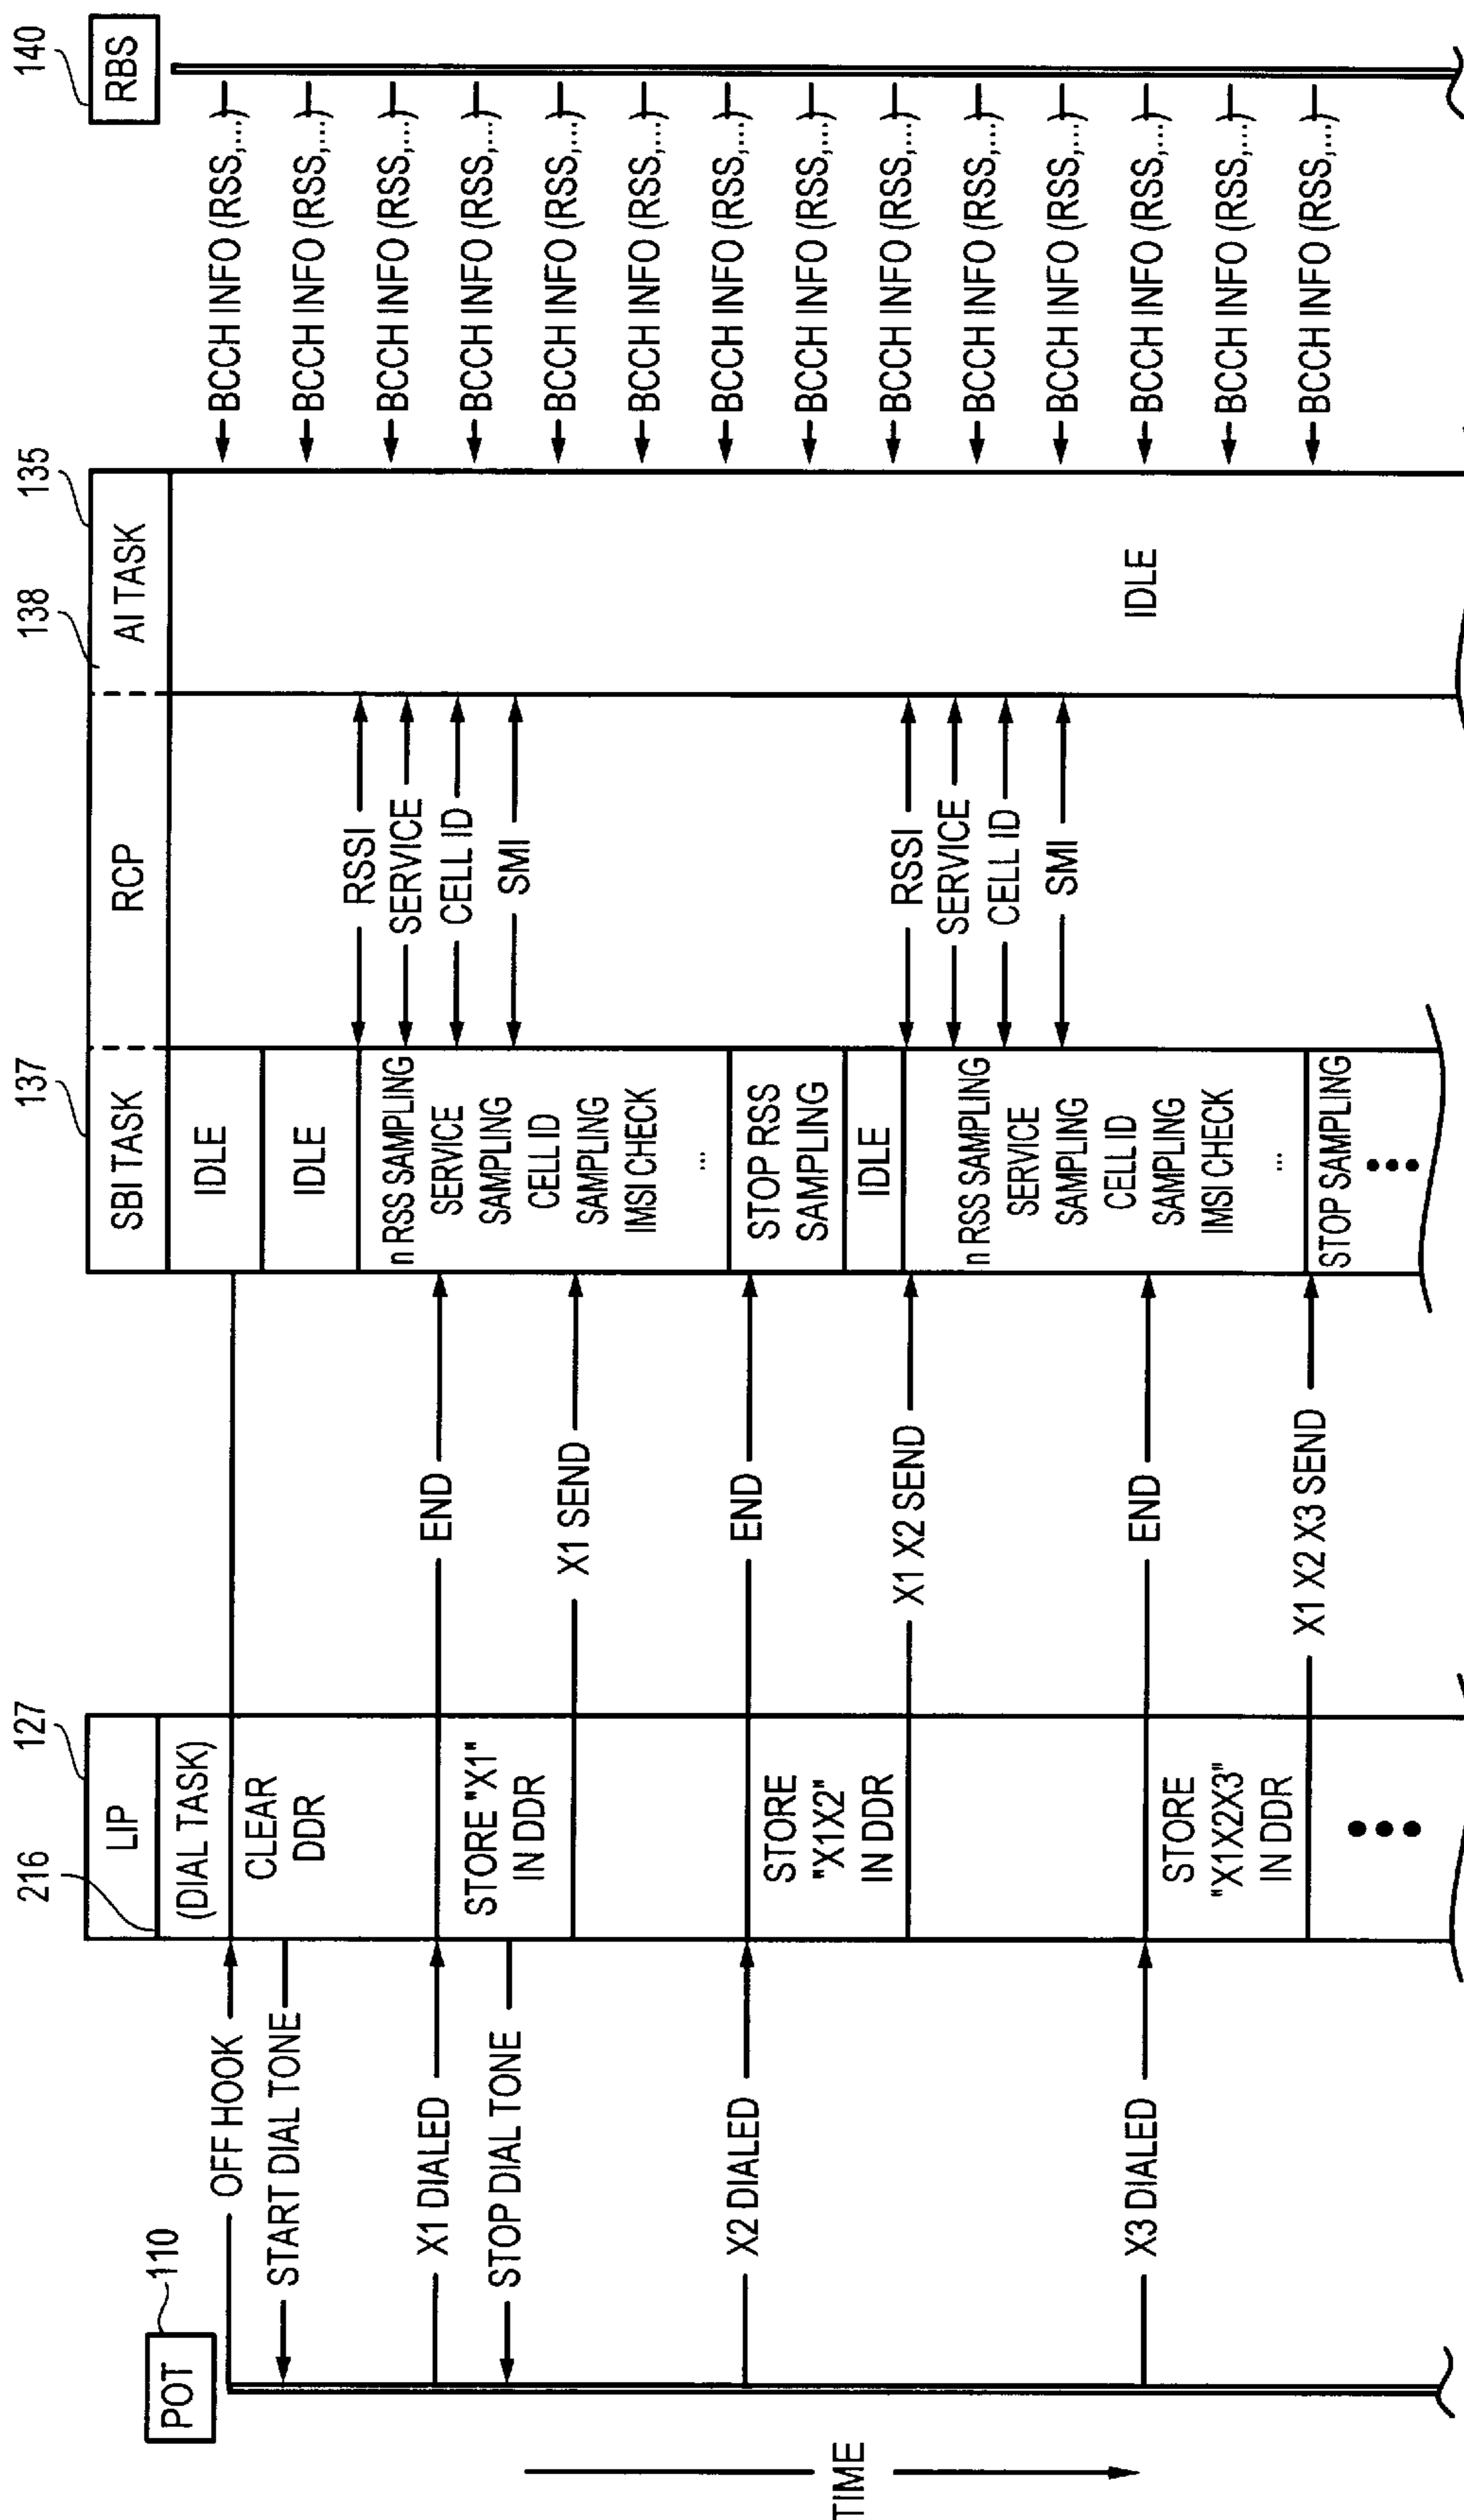 POT
110
TIME
OFF HOOK
START DIAL TONE
X1 DIALED
STOP DIAL TONE
X2 DIALED
X3 DIALED
216
127
LIP
(DIAL TASK)
CLEAR
DDR
STORE "X1"
IN DDR
STORE
"X1X2"
IN DDR
STORE
"X1X2X3"
IN DDR
END
X1 SEND
END
X1 X2 SEND
END
X1 X2 X3 SEND
137
SBI TASK
IDLE
IDLE
n RSS SAMPLING
SERVICE
SAMPLING
CELL ID
SAMPLING
IMSI CHECK
...
STOP RSS
SAMPLING
IDLE
n RSS SAMPLING
SERVICE
SAMPLING
CELL ID
SAMPLING
IMSI CHECK
...
STOP SAMPLING
RCP
RSSI
SERVICE
CELL ID
SMI
RSSI
SERVICE
CELL ID
SMI
138
135
AI TASK
IDLE
140
RBS
BCCH INFO (RSS,...)
BCCH INFO (RSS,...)
BCCH INFO (RSS,...)
BCCH INFO (RSS,...)
BCCH INFO (RSS,...)
BCCH INFO (RSS,...)
BCCH INFO (RSS,...)
BCCH INFO (RSS,...)
BCCH INFO (RSS,...)
BCCH INFO (RSS,...)
BCCH INFO (RSS,...)
BCCH INFO (RSS,...)
BCCH INFO (RSS,...)
BCCH INFO (RSS,...)